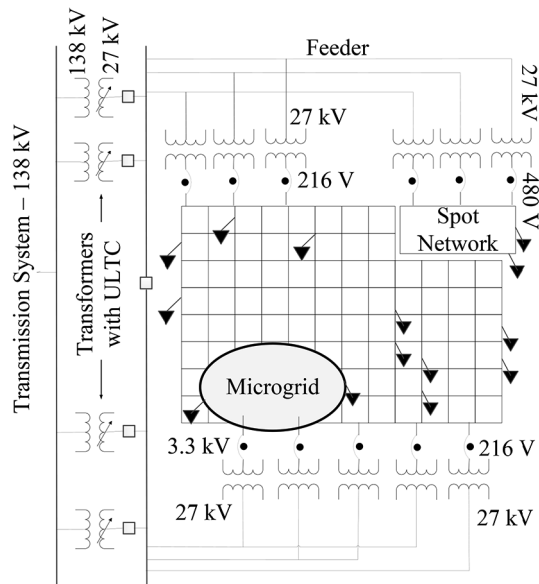 138 kV
27 kV
Feeder
27 kV
27 kV
216 V
480 V
Spot
Network
Transmission System – 138 kV
Transformers
with ULTC
Microgrid
3.3 kV
216 V
27 kV
27 kV